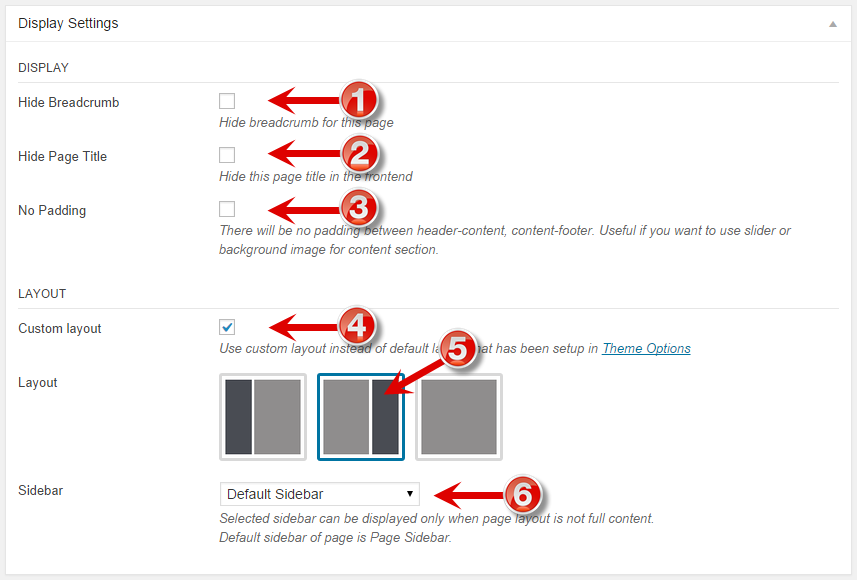 Display Settings
DISPLAY
Hide Breadcrumb
1
Hide breadcrumb for this page
Hide Page Title
2
Hide this page title in the frontend
No Padding
3
There will be no padding between header-content, content-footer. Useful if you want to use slider or
background image for content section.
LAYOUT
Custom layout
4
Use custom layout instead of default la hat has been setup in Theme Options
5
Layout
Sidebar
Default Sidebar
6
Selected sidebar can be displayed only when page layout is not full content.
Default sidebar of page is Page Sidebar.